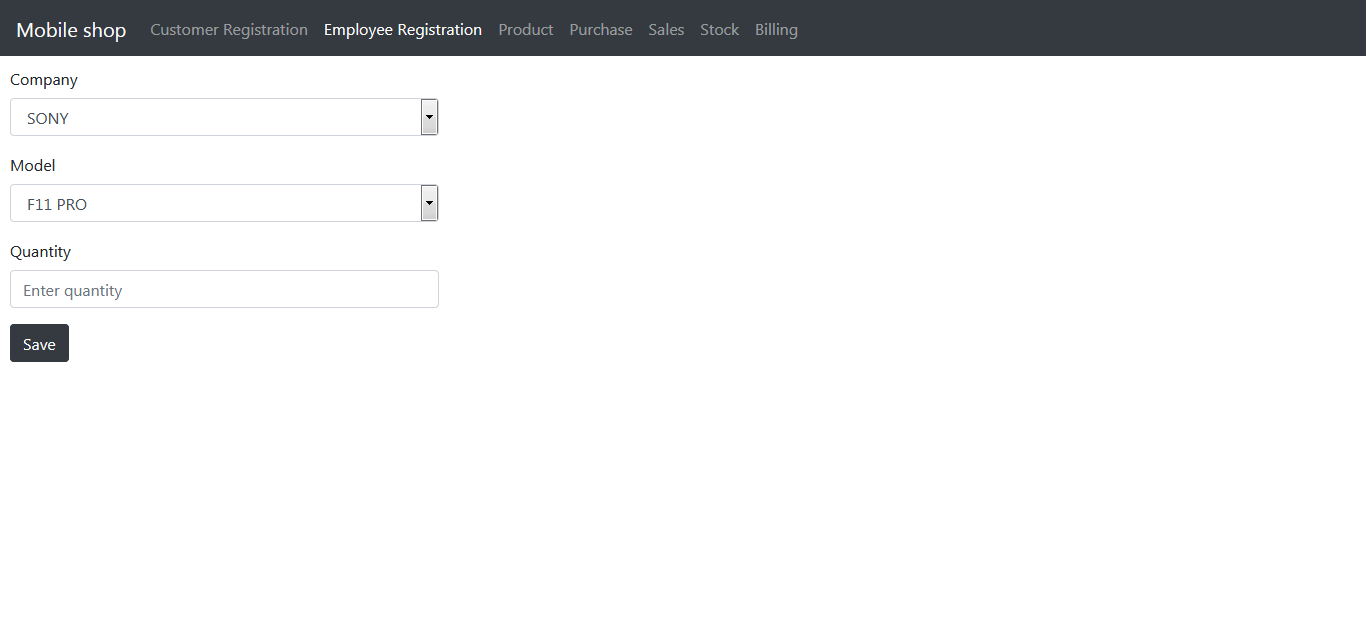 Mobile shop Customer Registration Employee Registration Product Purchase Sales Stock Billing
Company
SONY
Model
F11 PRO
Quantity
Enter quantity
Save